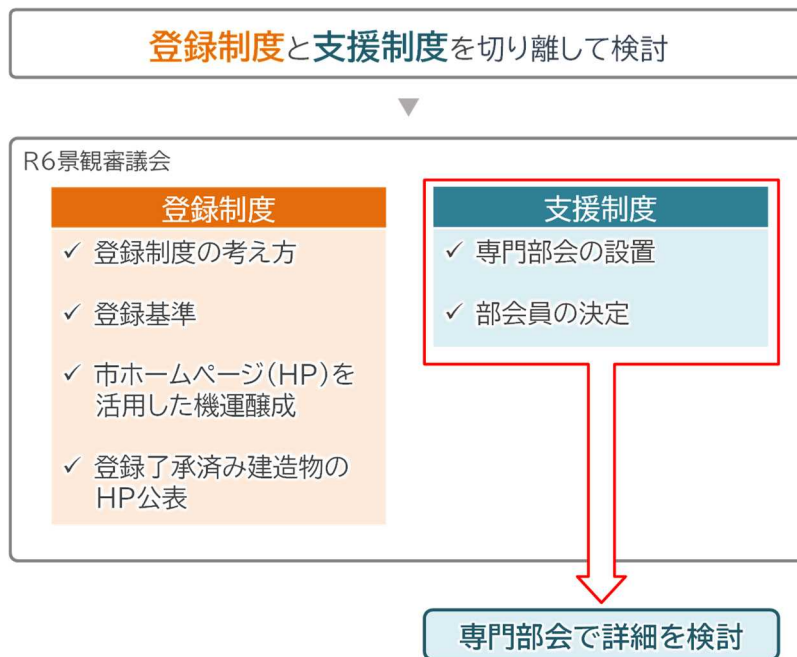 登録制度と支援制度を切り離して検討
▼
R6景観審議会
登録制度
✓ 登録制度の考え方
✓ 登録基準
✓ 市ホームページ(HP)を
活用した機運醸成
✓ 登録了承済み建造物の
HP公表
支援制度
✓ 専門部会の設置
✓ 部会員の決定
専門部会で詳細を検討